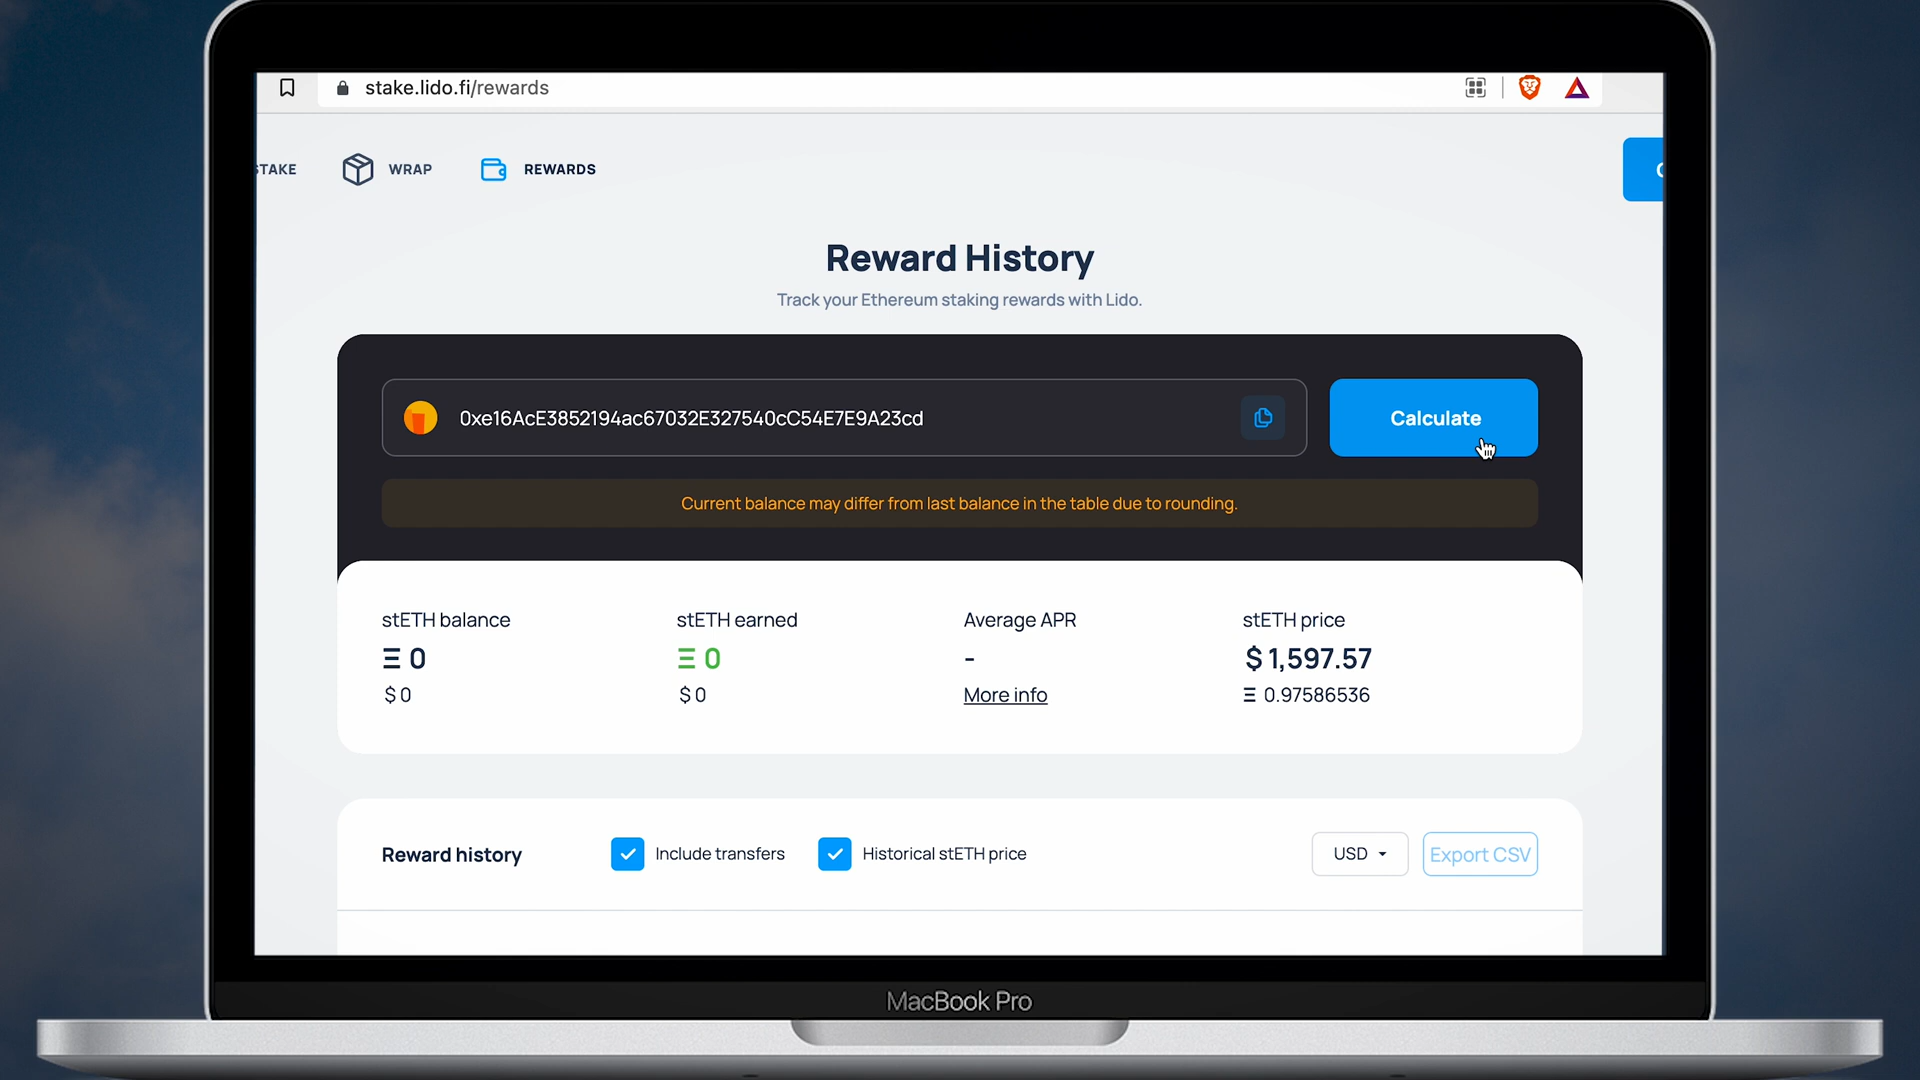 stake.lido.fi/rewards
STAKE
WRAP
REWARDS
Reward History
Track your Ethereum staking rewards with Lido.
0xe16AcE3852194ac67032E327540cC54E7E9A23cd
Calculate
Current balance may differ from last balance in the table due to rounding.
stETH balance
stETH earned
Average APR
stETH price
Ξ 0
Ξ 0
-
$ 1,597.57
$ 0
$ 0
More info
Ξ 0.97586536
Reward history
Include transfers
Historical stETH price
USD
Export CSV
MacBook Pro